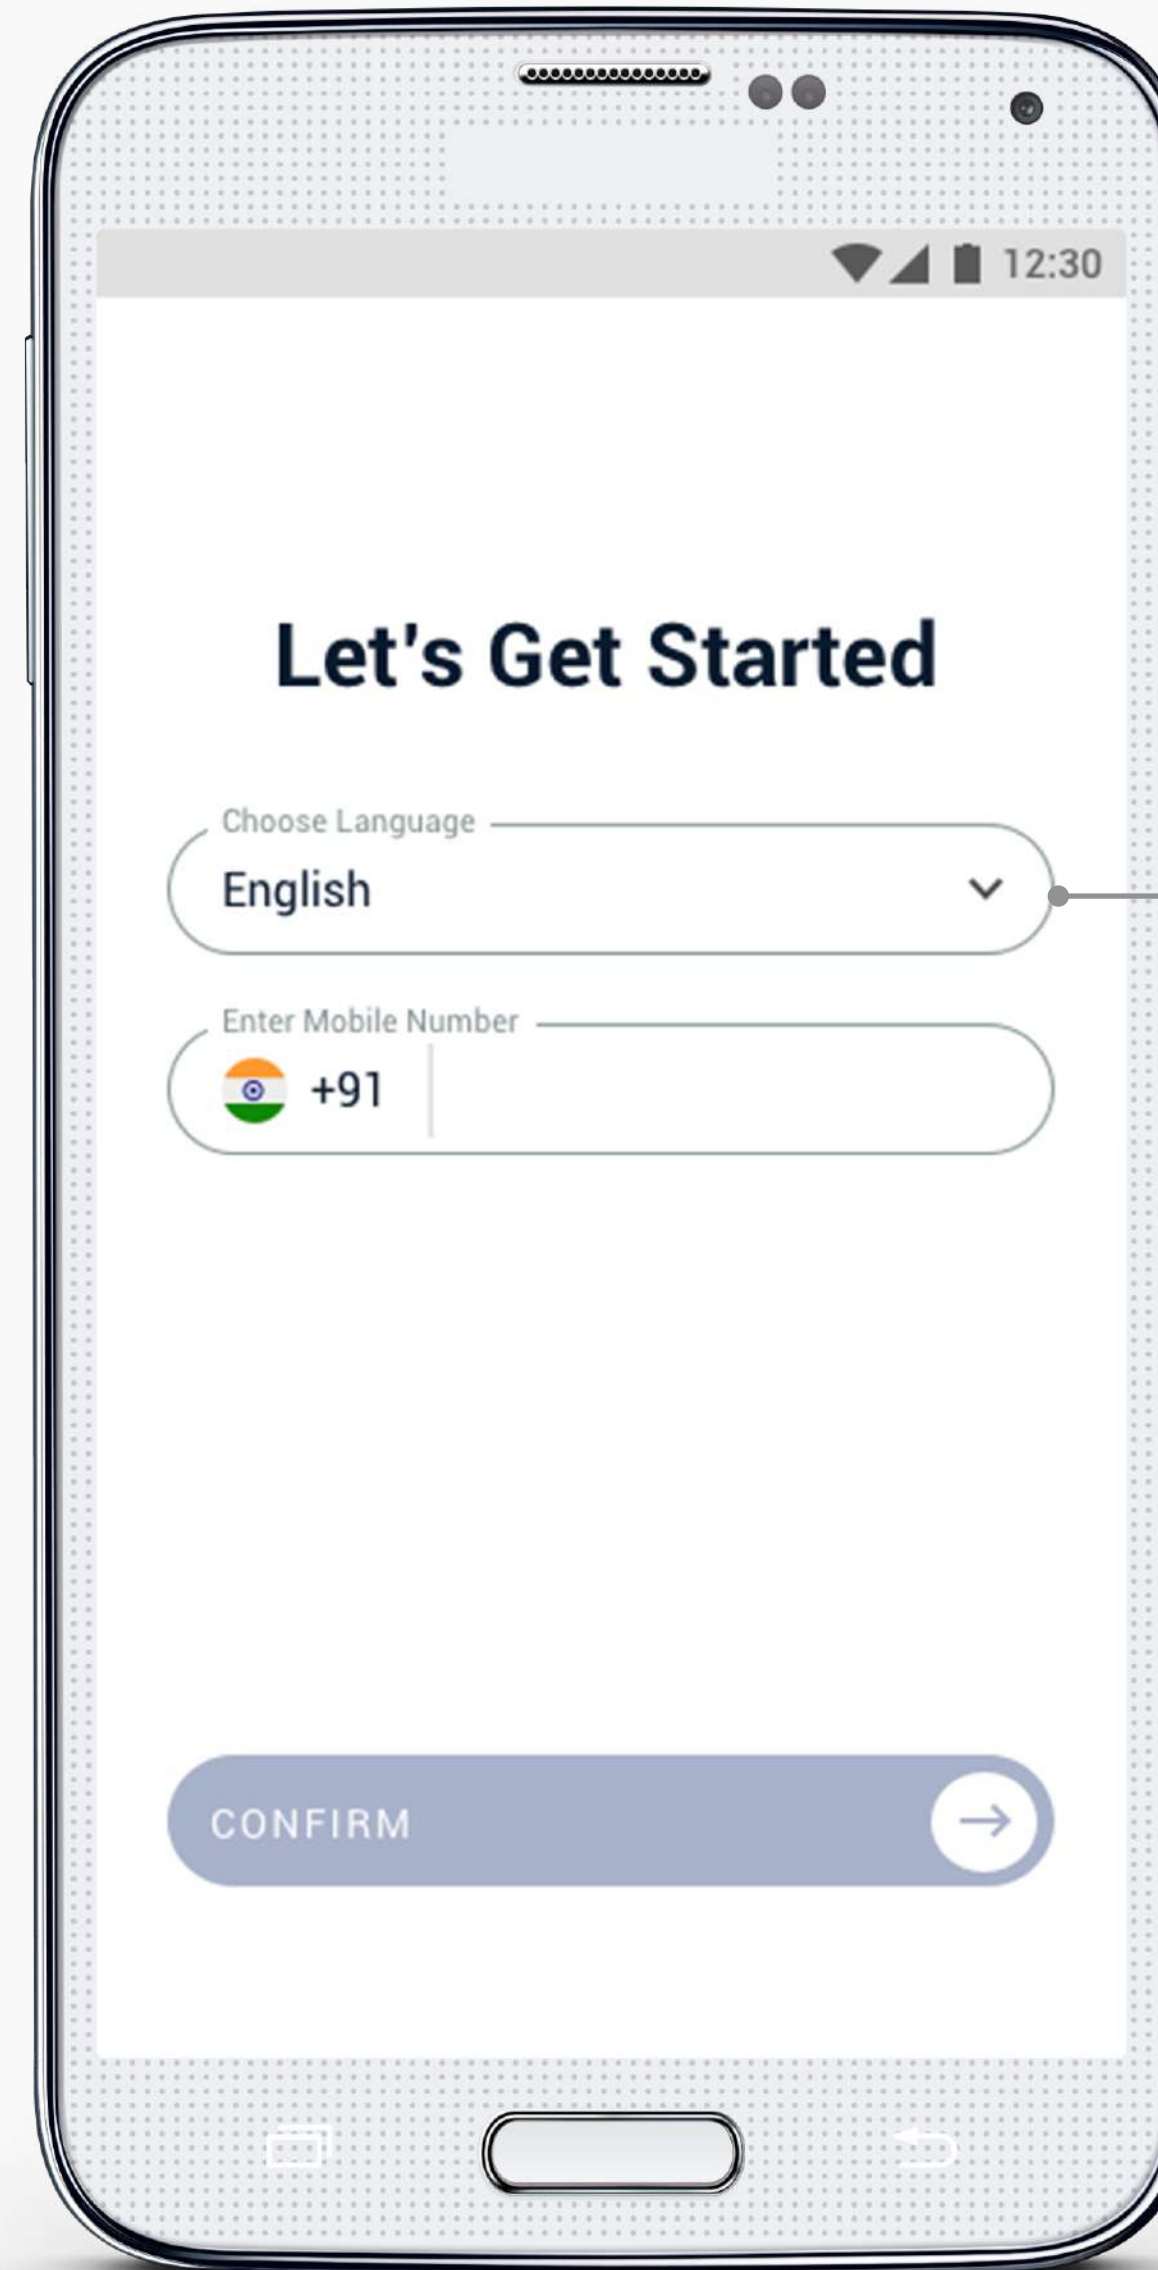 12:30
Let's Get Started
Choose Language
English
Enter Mobile Number
+91
CONFIRM